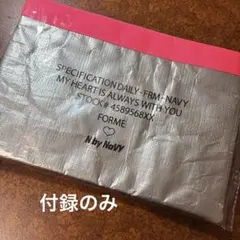 SPECIFICATION DAILY-FRM-NAVY
MY HEART IS ALWAYS WITH YOU
STOCK# 4589568XX
FORME
N by NaVY
付録のみ